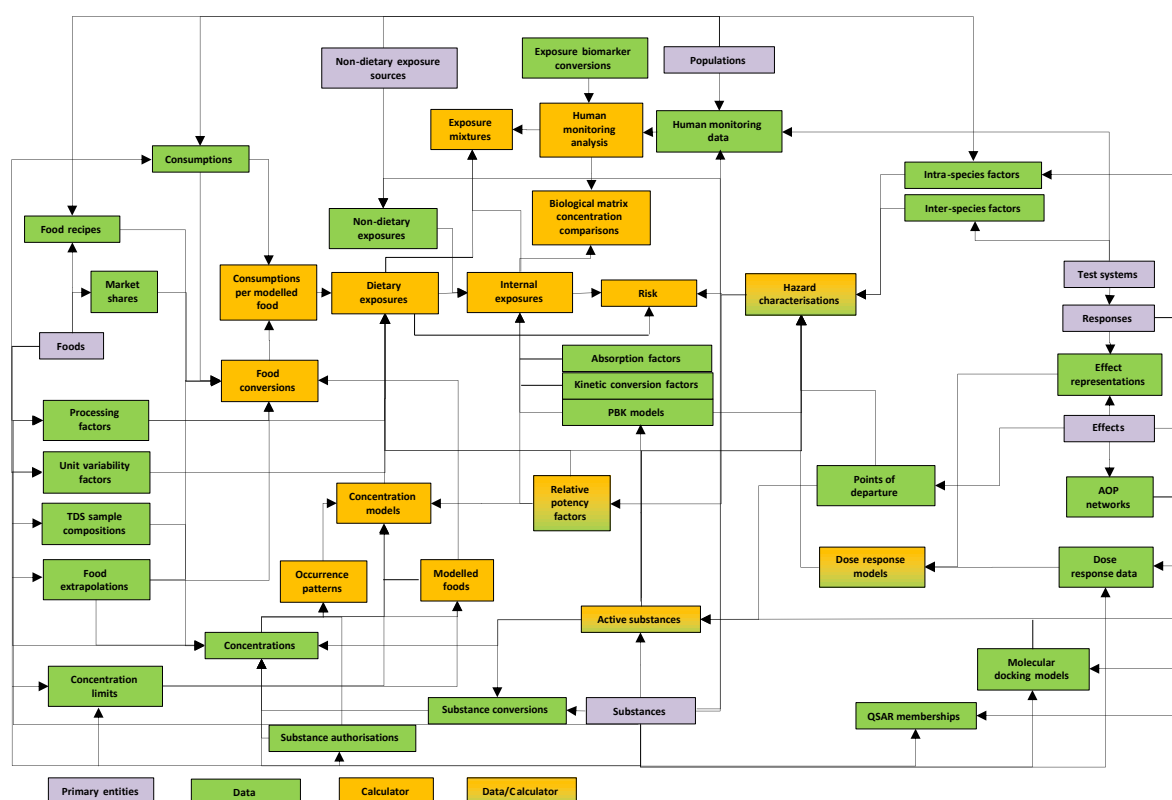 Exposure biomarker
conversions
Non-dietary exposure
sources
Populations
Exposure
mixtures
Human
monitoring
analysis
Human monitoring
data
Consumptions
Intra-species factors
Inter-species factors
Food recipes
Non-dietary
exposures
Biological matrix
concentration
comparisons
Market
shares
Consumptions
per modelled
food
Dietary
exposures
Internal
exposures
Risk
Hazard
characterisations
Test systems
Responses
Foods
Food
conversions
Absorption factors
Kinetic conversion factors
PBK models
Effect
representations
Processing
factors
Effects
Unit variability
factors
Concentration
models
Relative
potency
factors
Points of
departure
AOP
networks
TDS sample
compositions
Food
extrapolations
Occurrence
patterns
Modelled
foods
Dose response
models
Dose
response data
Concentrations
Active substances
Molecular
docking models
Concentration
limits
Substance conversions
Substances
QSAR memberships
Substance authorisations
Primary entities
Data
Calculator
Data/Calculator